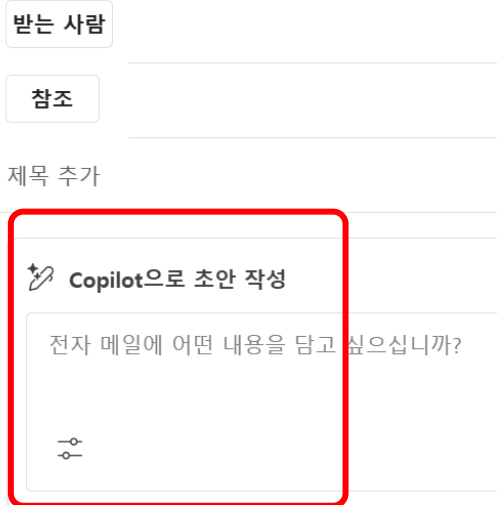 받는 사람
참조
제목 추가
Copilot으로 초안 작성
전자 메일에 어떤 내용을 담고 싶으십니까?